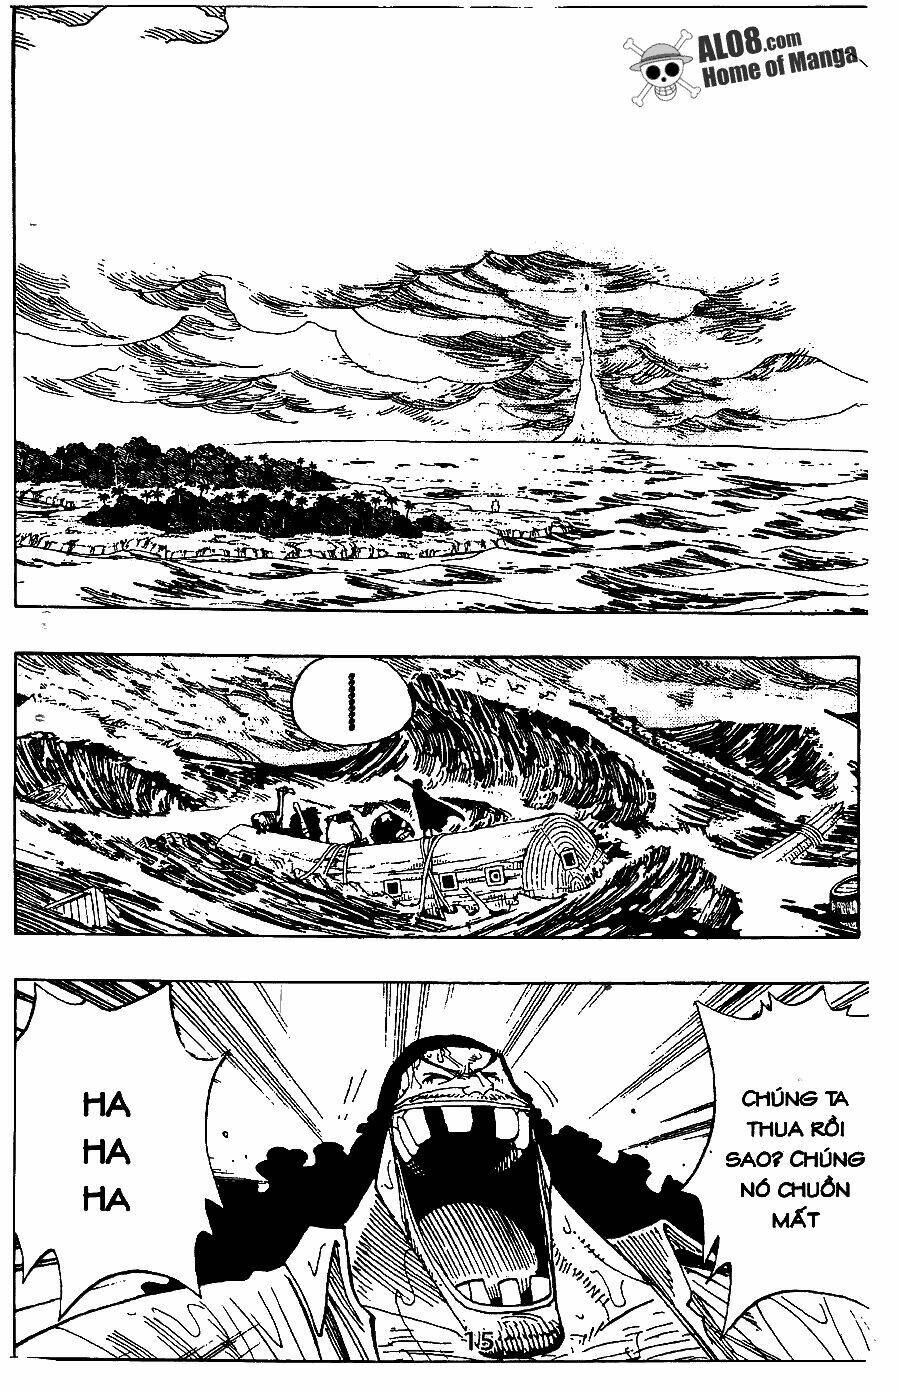 AL08.com
Home of Manga
CHÚNG TA
THUA RỒI
SAO? CHÚNG
NÓ CHUỒN
MẤT
HA
HA
HA
15